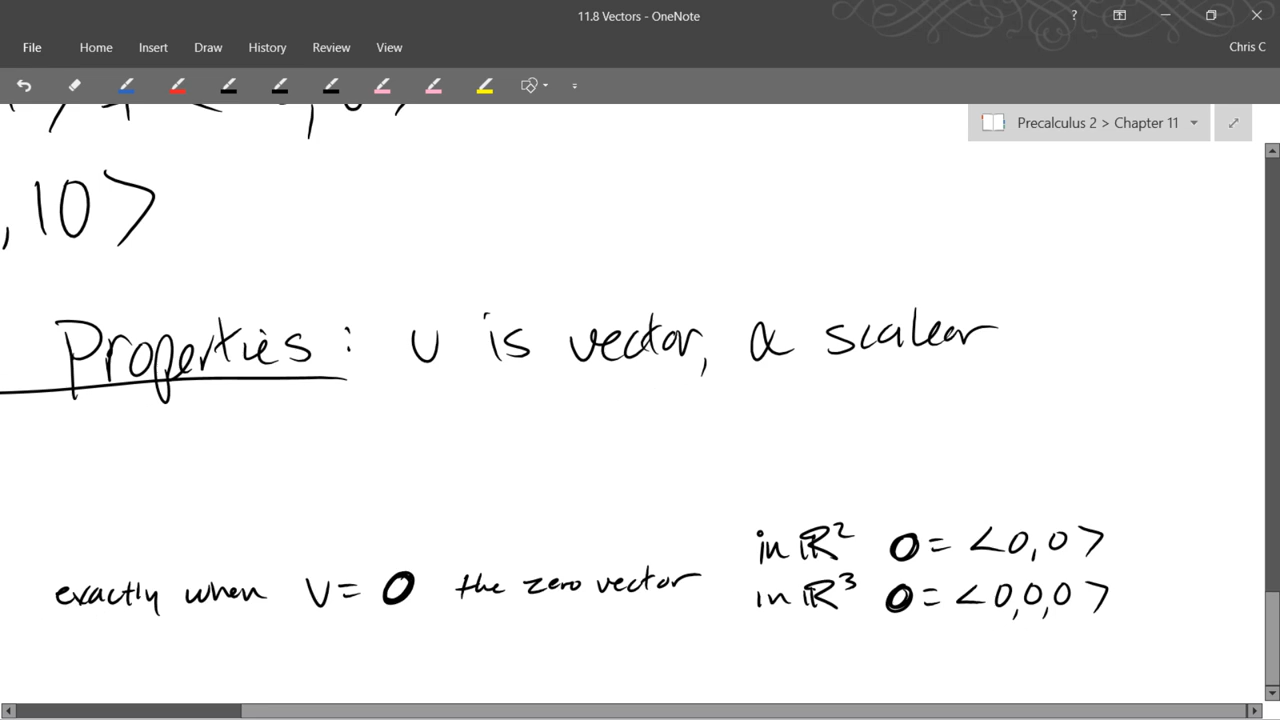 11.8 Vectors - OneNote
?
File Home Insert Draw History Review View
Chris C
Precalculus 2 > Chapter 11
, 10 >
Properties: v is vector, a scalear
in ℝ² 0 = <0,0>
exactly when V = 0 the zero vector
in ℝ³ 0 = <0,0,0>